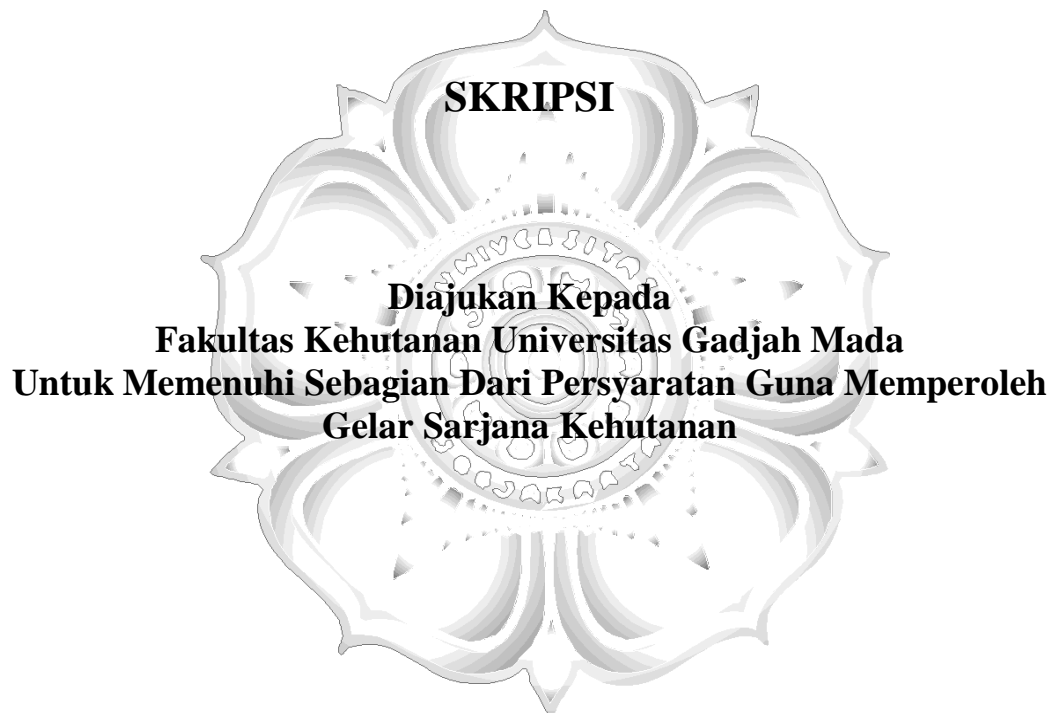 SKRIPSI
Diajukan Kepada
Fakultas Kehutanan Universitas Gadjah Mada
Untuk Memenuhi Sebagian Dari Persyaratan Guna Memperoleh
Gelar Sarjana Kehutanan